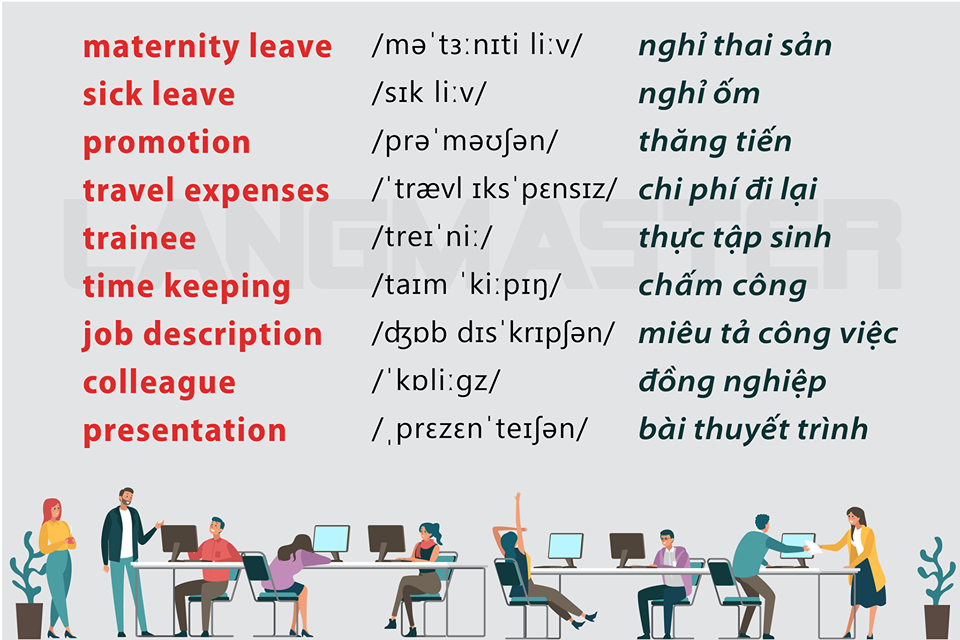 maternity leave /məˈtɜːnɪti liːv/ nghỉ thai sản
sick leave /sɪk liːv/ nghỉ ốm
promotion /prəˈməʊʃən/ thăng tiến
travel expenses /ˈtrævl ɪksˈpɛnsɪz/ chi phí đi lại
trainee /treɪˈniː/ thực tập sinh
time keeping /taɪm ˈkiːpɪŋ/ chấm công
job description /ʤɒb dɪsˈkrɪpʃən/ miêu tả công việc
colleague /ˈkɒliːgz/ đồng nghiệp
presentation /ˌprɛzɛnˈteɪʃən/ bài thuyết trình
LANGMASTER